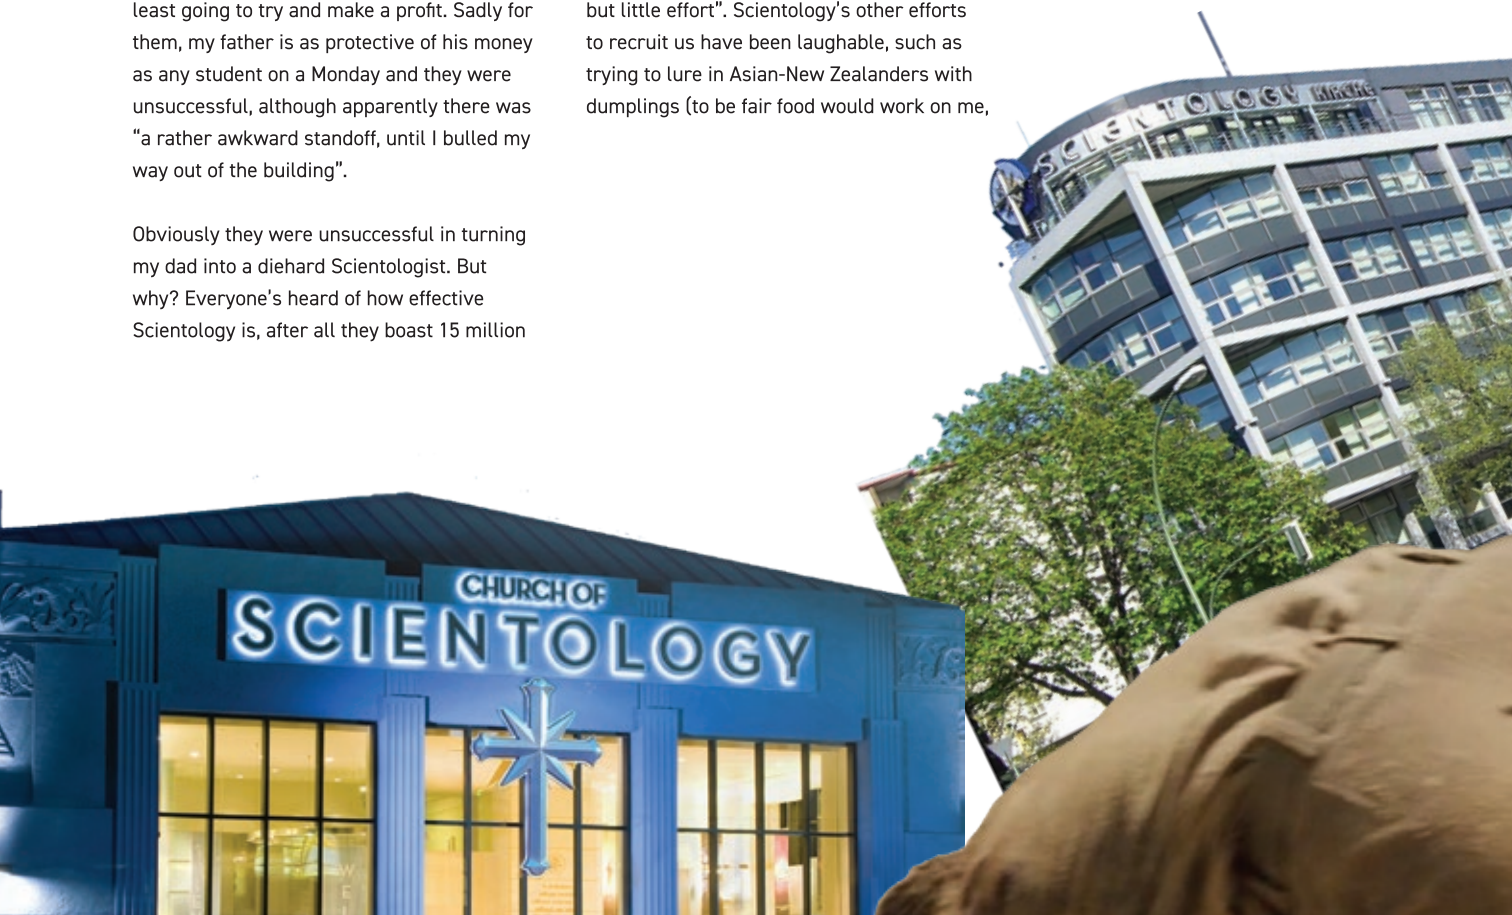 least going to try and make a profit. Sadly for
them, my father is as protective of his money
as any student on a Monday and they were
unsuccessful, although apparently there was
“a rather awkward standoff, until I bulled my
way out of the building”.
Obviously they were unsuccessful in turning
my dad into a diehard Scientologist. But
why? Everyone’s heard of how effective
Scientology is, after all they boast 15 million
but little effort”. Scientology’s other efforts
to recruit us have been laughable, such as
trying to lure in Asian-New Zealanders with
dumplings (to be fair food would work on me,
SCIENTOLOGY KIRCHE
CHURCH OF
SCIENTOLOGY